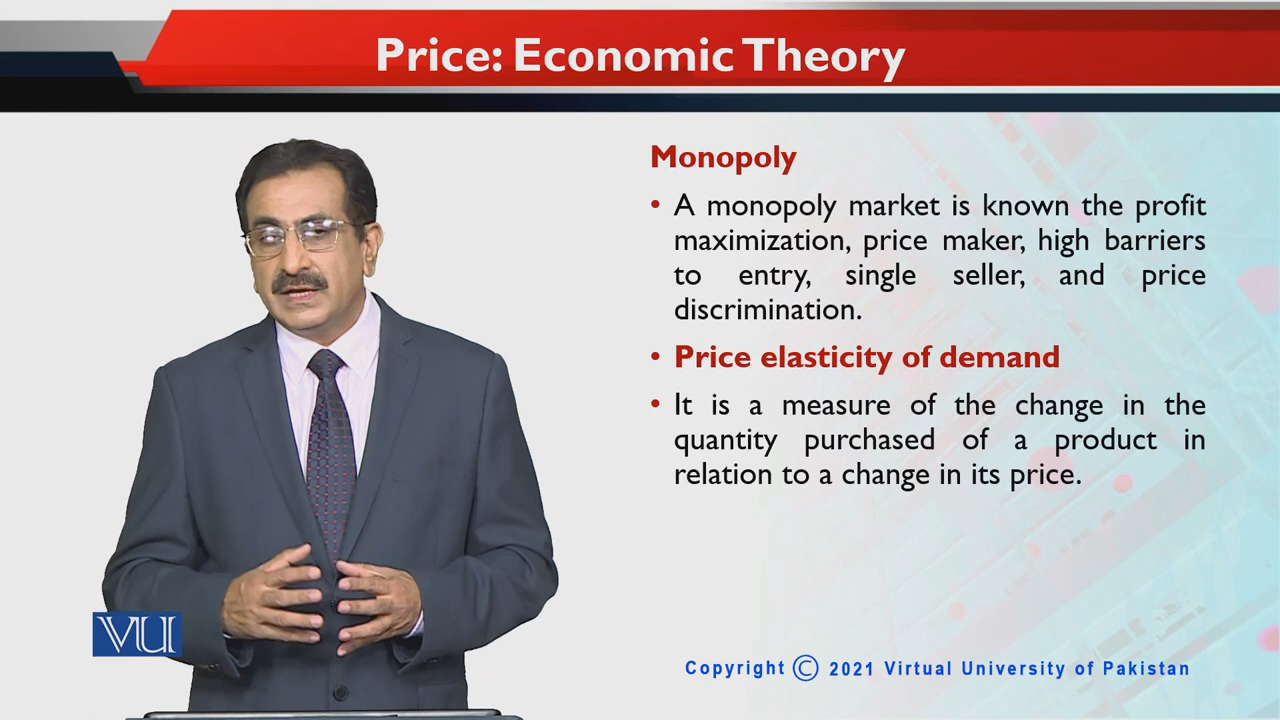 Price: Economic Theory
Monopoly
• A monopoly market is known the profit
maximization, price maker, high barriers
to entry, single seller, and price
discrimination.
• Price elasticity of demand
• It is a measure of the change in the
quantity purchased of a product in
relation to a change in its price.
VU
Copyright © 2021 Virtual University of Pakistan